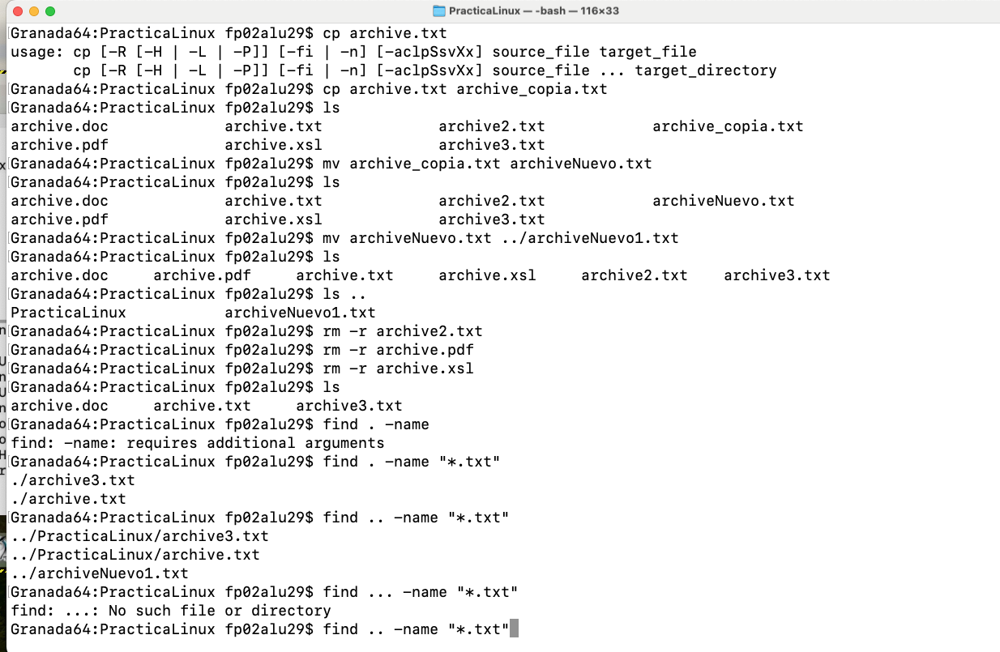 PracticaLinux — -bash — 116×33
Granada64:PracticaLinux fp02alu29$ cp archive.txt
usage: cp [-R [-H | -L | -P]] [-fi | -n] [-aclpSsvXx] source_file target_file
       cp [-R [-H | -L | -P]] [-fi | -n] [-aclpSsvXx] source_file ... target_directory
Granada64:PracticaLinux fp02alu29$ cp archive.txt archive_copia.txt
Granada64:PracticaLinux fp02alu29$ ls
archive.doc             archive.txt             archive2.txt            archive_copia.txt
archive.pdf             archive.xsl             archive3.txt
Granada64:PracticaLinux fp02alu29$ mv archive_copia.txt archiveNuevo.txt
Granada64:PracticaLinux fp02alu29$ ls
archive.doc             archive.txt             archive2.txt            archiveNuevo.txt
archive.pdf             archive.xsl             archive3.txt
Granada64:PracticaLinux fp02alu29$ mv archiveNuevo.txt ../archiveNuevo1.txt
Granada64:PracticaLinux fp02alu29$ ls
archive.doc     archive.pdf     archive.txt     archive.xsl     archive2.txt    archive3.txt
Granada64:PracticaLinux fp02alu29$ ls ..
PracticaLinux           archiveNuevo1.txt
Granada64:PracticaLinux fp02alu29$ rm -r archive2.txt
Granada64:PracticaLinux fp02alu29$ rm -r archive.pdf
Granada64:PracticaLinux fp02alu29$ rm -r archive.xsl
Granada64:PracticaLinux fp02alu29$ ls
archive.doc     archive.txt     archive3.txt
Granada64:PracticaLinux fp02alu29$ find . -name
find: -name: requires additional arguments
Granada64:PracticaLinux fp02alu29$ find . -name "*.txt"
./archive3.txt
./archive.txt
Granada64:PracticaLinux fp02alu29$ find .. -name "*.txt"
../PracticaLinux/archive3.txt
../PracticaLinux/archive.txt
../archiveNuevo1.txt
Granada64:PracticaLinux fp02alu29$ find ... -name "*.txt"
find: ...: No such file or directory
Granada64:PracticaLinux fp02alu29$ find .. -name "*.txt"